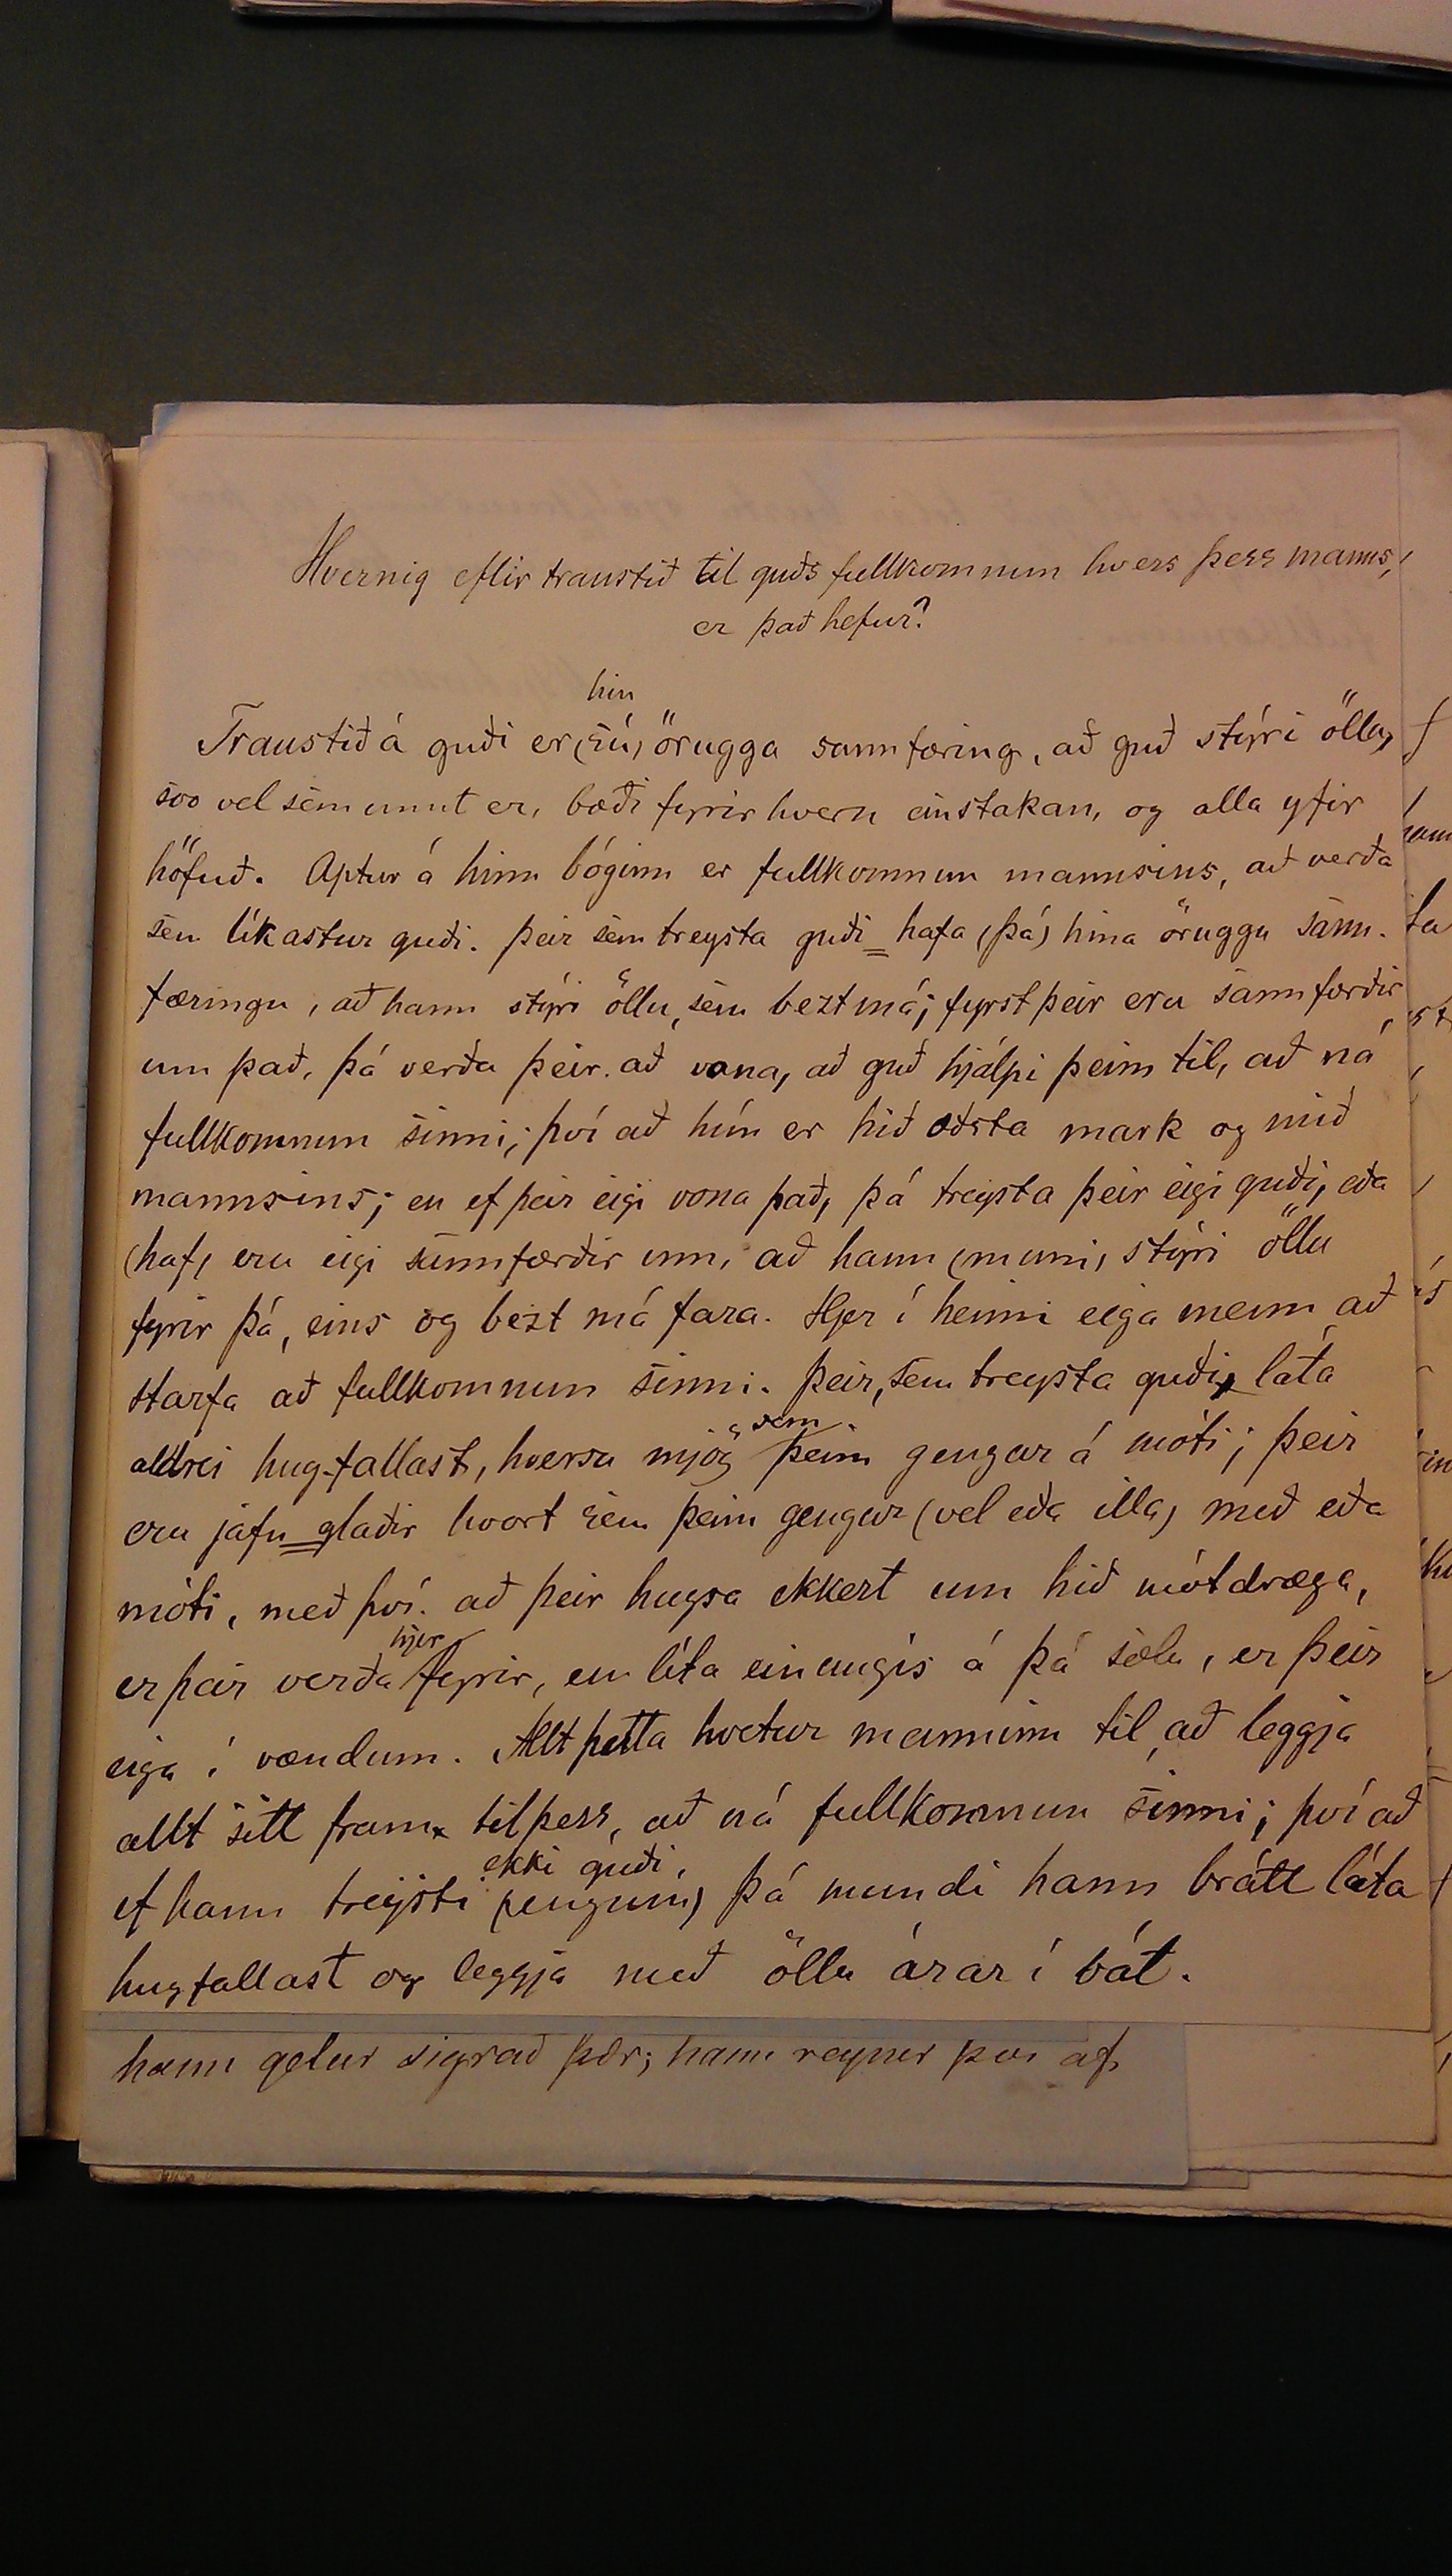 Hvernig eflir traustið til guðs fullkomnun hvers þess manns,
er það hefur?
hin
Traustið á guði er (sú) örugga sannfæring, að guð stýri öllu,
svo vel sem unnt er, bæði fyrir hvern einstakan, og alla yfir
höfuð. Aptur á hinn bóginn er fullkomnun mannsins, að verða
sem líkastur guði. Þeir sem treysta guði = hafa (þá) hina öruggu sann-
færingu, að hann stýri öllu, sem bezt má; fyrst þeir eru sannfærðir
um það, þá verða þeir að vona, að guð hjálpi þeim til, að ná
fullkomnun sinni; því að hún er hið æðsta mark og mið
mannsins; en ef þeir eigi vona það, þá treysta þeir eigi guði, eða
(haf) eru eigi sannfærðir um, að hann (muni) stýri öllu
fyrir þá, eins og bezt má fara. Hjer í heimi eiga menn að
starfa að fullkomnun sinni. Þeir, sem treysta guði, láta
aldrei hugfallast, hversu mjög
, sem
þeim gengur á móti; þeir
eru jafn=glaðir hvort sem þeim gengur (vel eða illa) með eða
móti, með því að þeir hugsa ekkert um hið mótdræga,
hjer
er þeir verða fyrir, en líta einungis á þá sælu, er þeir
eiga í vændum. Allt þetta hvetur manninn til, að leggja
allt sitt fram til þess, að ná fullkomnun sinni; því að
ekki guði,
ef hann treysti (engum) þá mundi hann brátt láta
hugfallast og leggja með öllu árar í bát.
hann getur sigrað þær; hann reynir því af